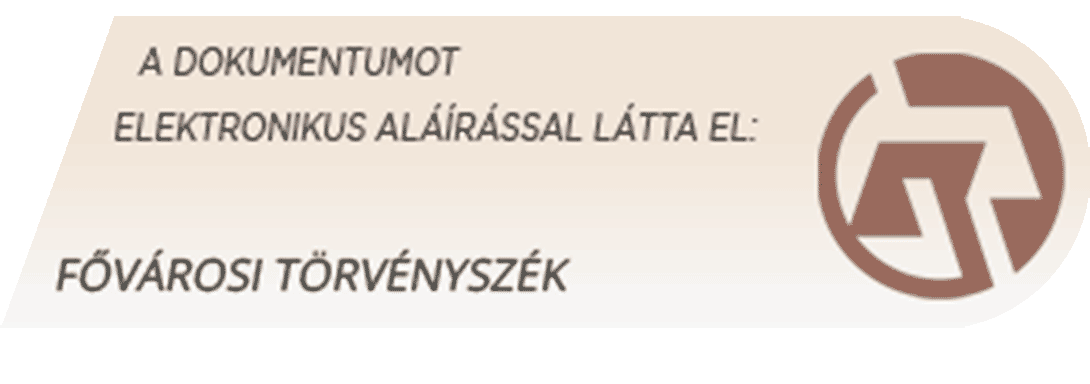 A DOKUMENTUMOT
ELEKTRONIKUS ALÁÍRÁSSAL LÁTTA EL:
FŐVÁROSI TÖRVÉNYSZÉK